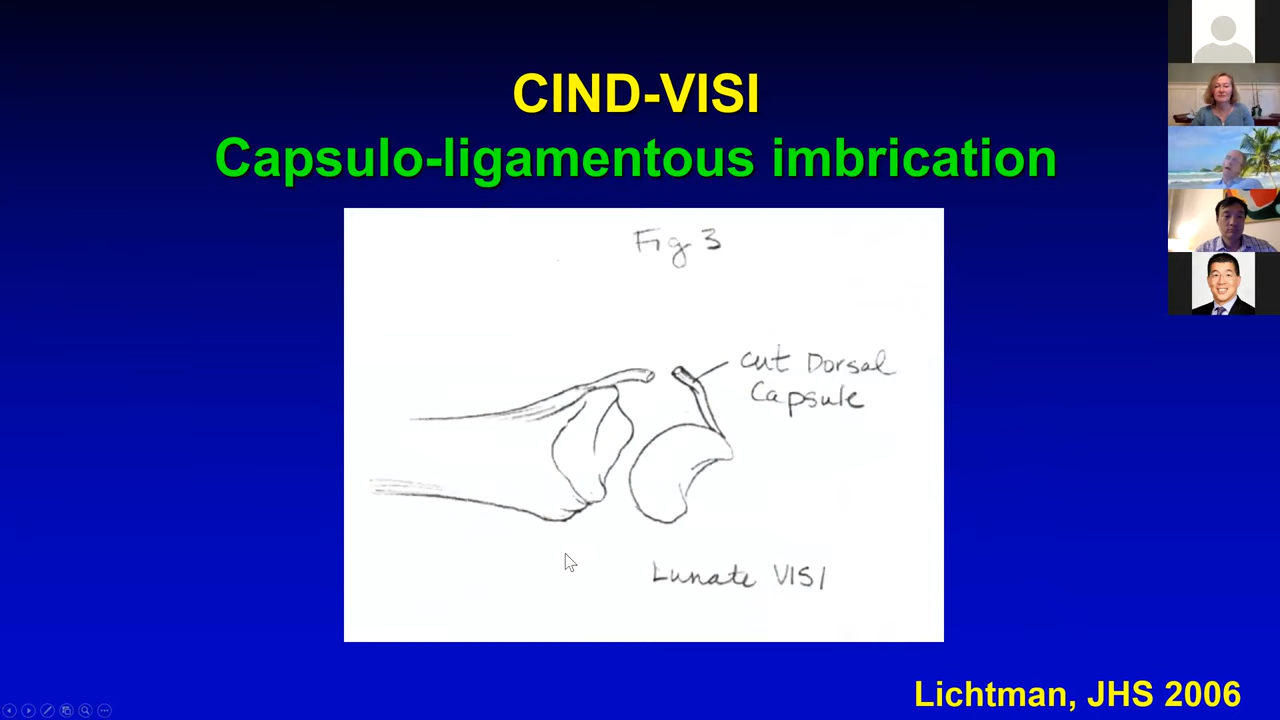 CIND-VISI
Capsulo-ligamentous imbrication
Fig 3
cut Dorsal
Capsule
Lunate VISI
Lichtman, JHS 2006